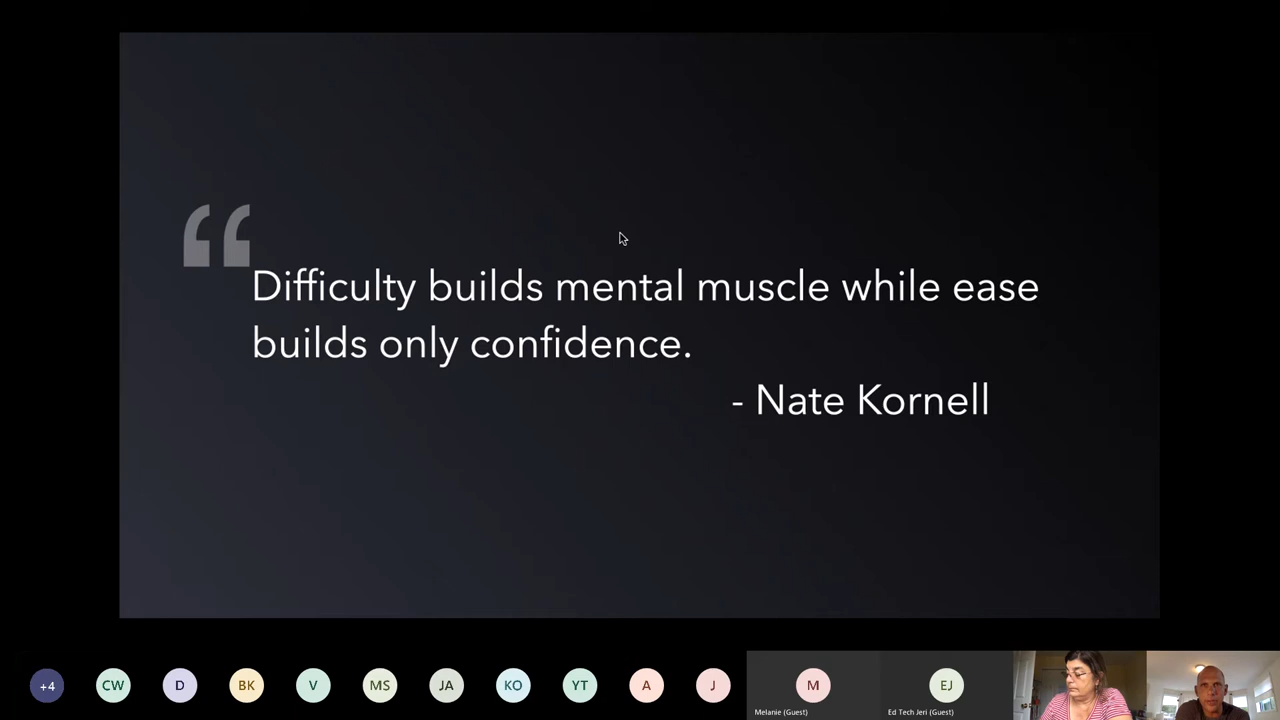 “
Difficulty builds mental muscle while ease
builds only confidence.
- Nate Kornell
+4 CW D BK V MS JA KO YT A J M EJ
Melanie (Guest) Ed Tech Jeri (Guest)